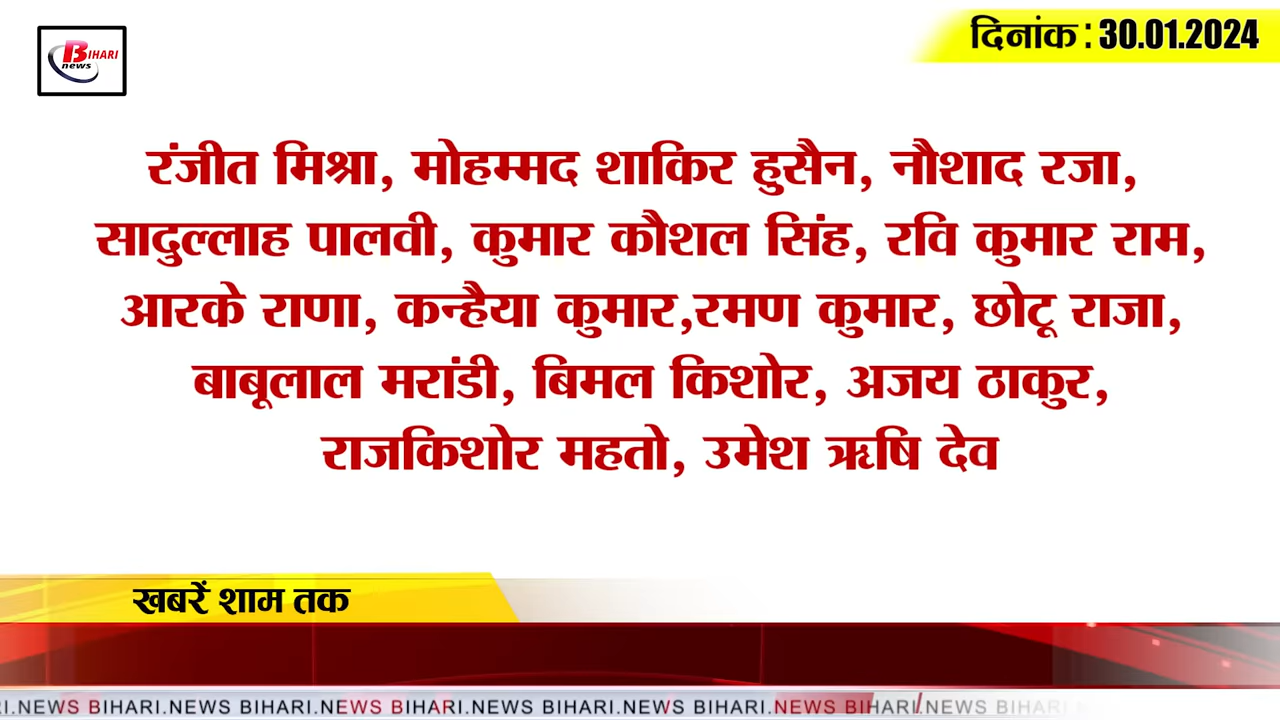 BIHARI
news
दिनांक : 30.01.2024
रंजीत मिश्रा, मोहम्मद शाकिर हुसैन, नौशाद रजा,
सादुल्लाह पालवी, कुमार कौशल सिंह, रवि कुमार राम,
आरके राणा, कन्हैया कुमार,रमण कुमार, छोटू राजा,
बाबूलाल मरांडी, बिमल किशोर, अजय ठाकुर,
राजकिशोर महतो, उमेश ऋषि देव
खबरें शाम तक
I.NEWS BIHARI.NEWS BIHARI.NEWS BIHARI.NEWS BIHARI.NEWS BIHARI.NEWS BIHARI.NEWS BIHARI